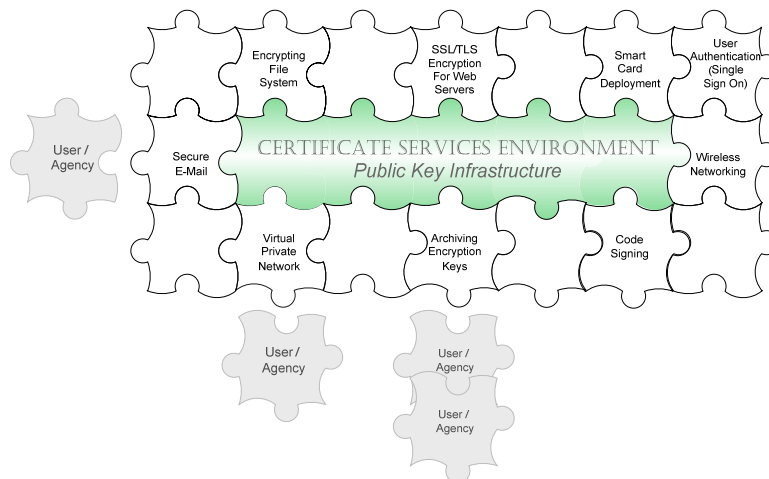 Encrypting
File
System
SSL/TLS
Encryption
For Web
Servers
Smart
Card
Deployment
User
Authentication
(Single
Sign On)
User /
Agency
Secure
E-Mail
CERTIFICATE SERVICES ENVIRONMENT
Public Key Infrastructure
Wireless
Networking
Virtual
Private
Network
Archiving
Encryption
Keys
Code
Signing
User /
Agency
User /
Agency
User /
Agency